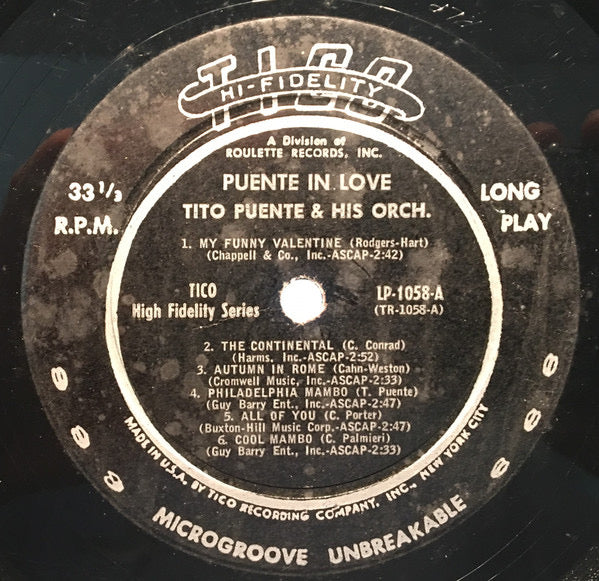 TICO
HI-FIDELITY
A Division of
ROULETTE RECORDS, INC.
PUENTE IN LOVE
TITO PUENTE & HIS ORCH.
33 1/3
R.P.M.
LONG
PLAY
1. MY FUNNY VALENTINE (Rodgers-Hart)
(Chappell & Co., Inc.-ASCAP-2:42)
TICO
High Fidelity Series
LP-1058-A
(TR-1058-A)
2. THE CONTINENTAL (C. Conrad)
(Harms, Inc.-ASCAP-2:52)
3. AUTUMN IN ROME (Cahn-Weston)
(Cromwell Music, Inc.-ASCAP-2:33)
4. PHILADELPHIA MAMBO (T. Puente)
(Guy Barry Ent., Inc.-ASCAP-2:47)
5. ALL OF YOU (C. Porter)
(Buxton-Hill Music Corp.-ASCAP-2:47)
6. COOL MAMBO (C. Palmieri)
(Guy Barry Ent., Inc.-ASCAP-2:33)
MADE IN U.S.A. BY TICO RECORDING COMPANY, INC., NEW YORK CITY
MICROGROOVE UNBREAKABLE